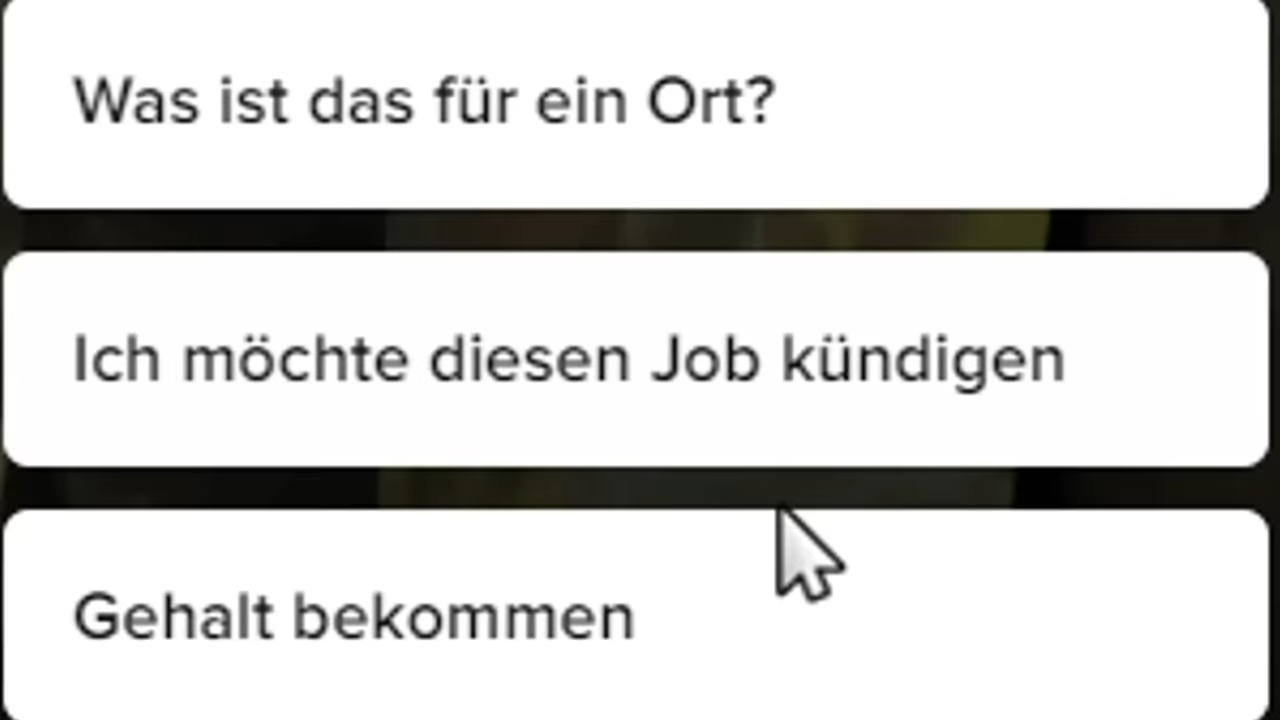 Was ist das für ein Ort?
Ich möchte diesen Job kündigen
Gehalt bekommen